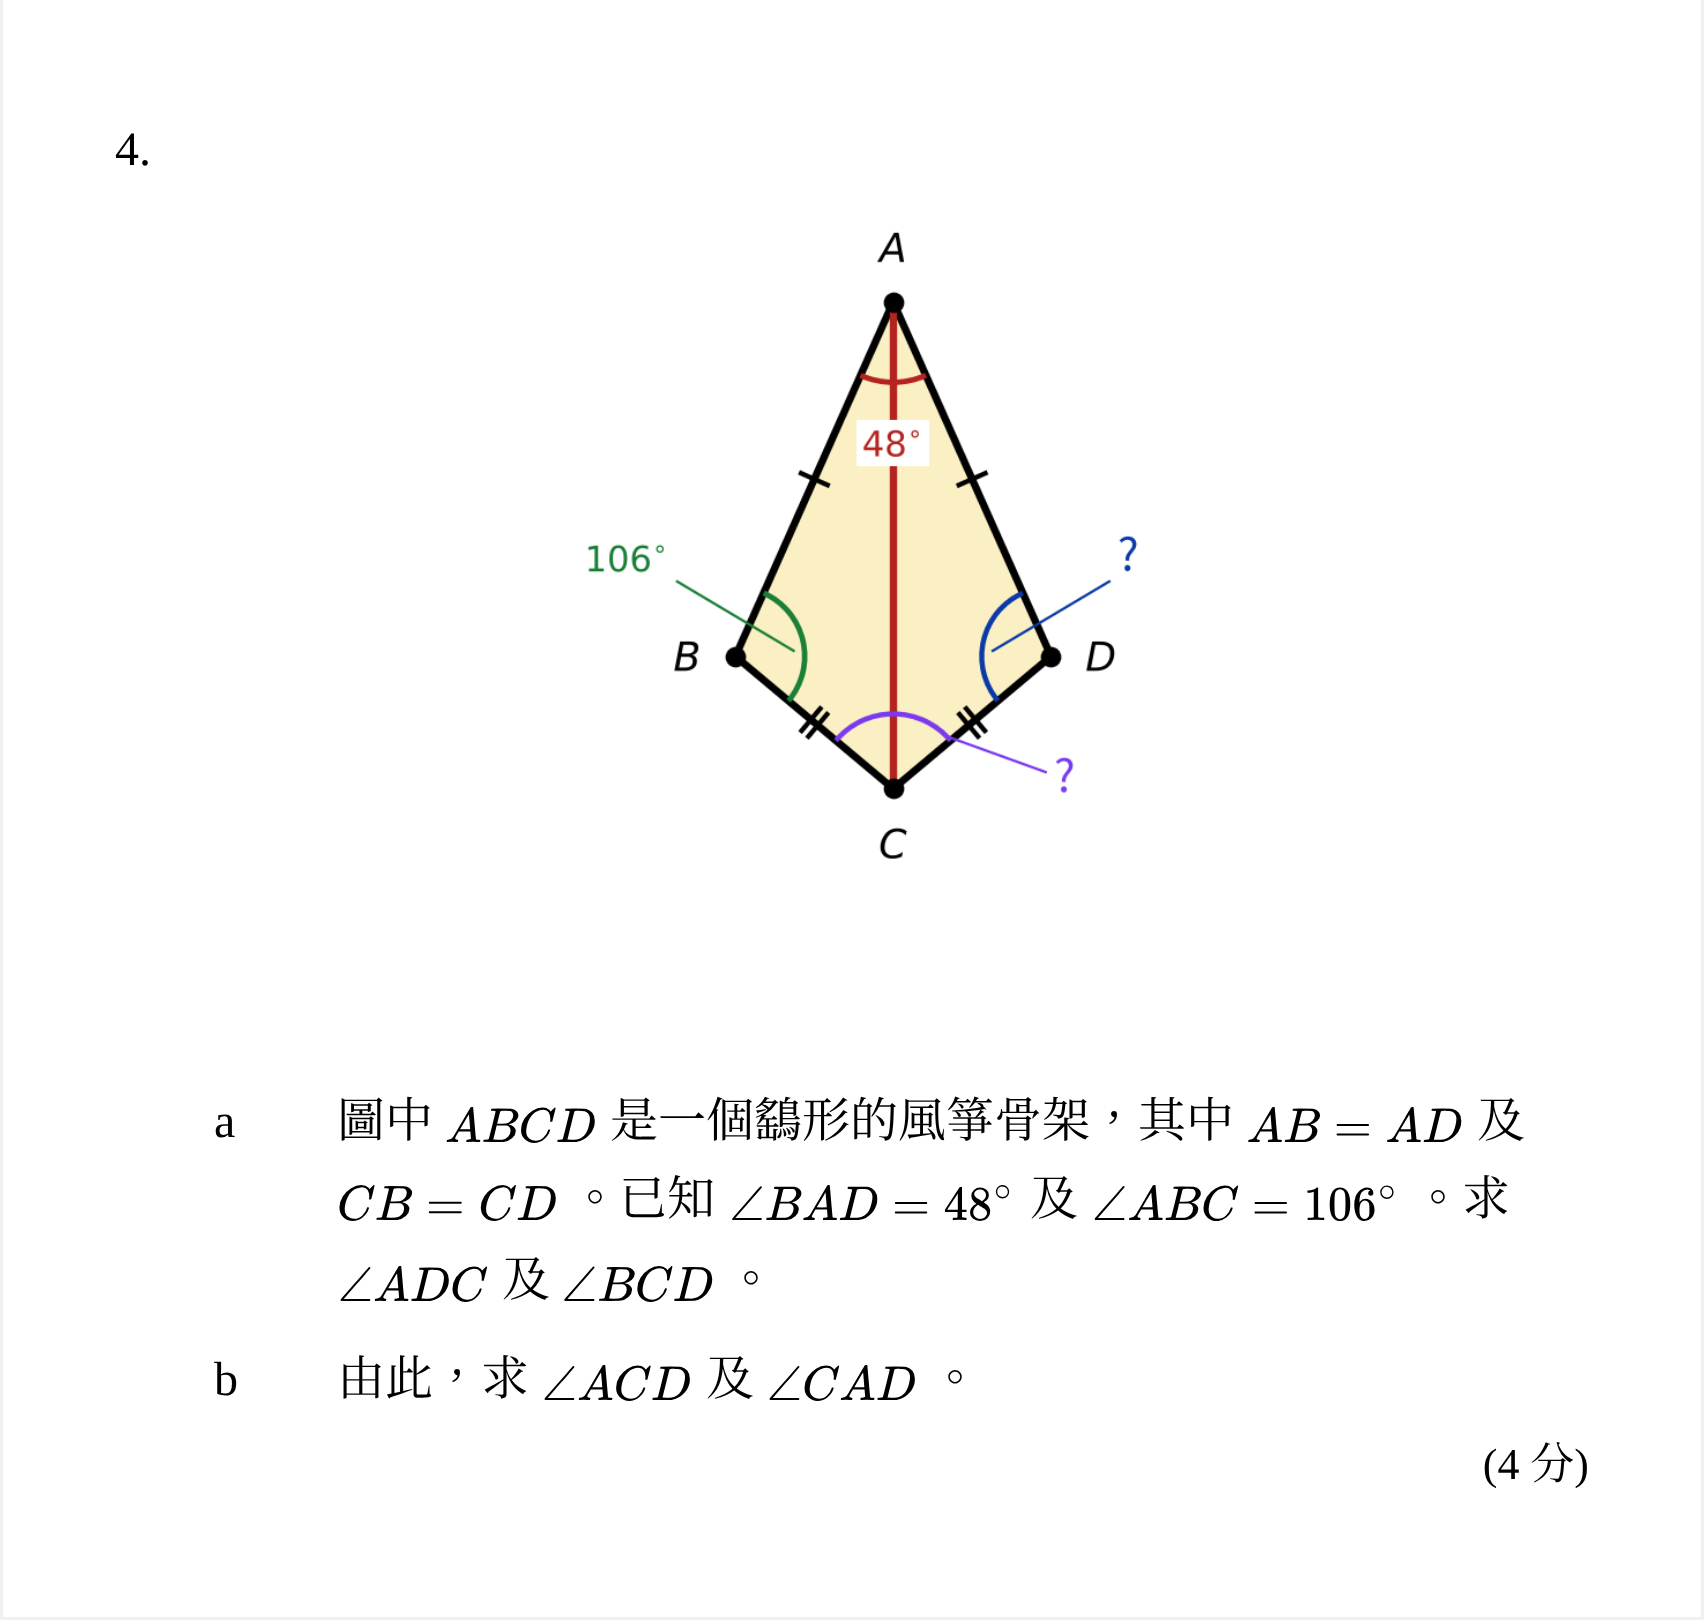 4.
A
48°
106°
?
B
D
?
C
a 圖中 ABCD 是一個鷂形的風箏骨架，其中 AB = AD 及
CB = CD 。已知 ∠BAD = 48° 及 ∠ABC = 106° 。求
∠ADC 及 ∠BCD 。
b 由此，求 ∠ACD 及 ∠CAD 。
(4 分)